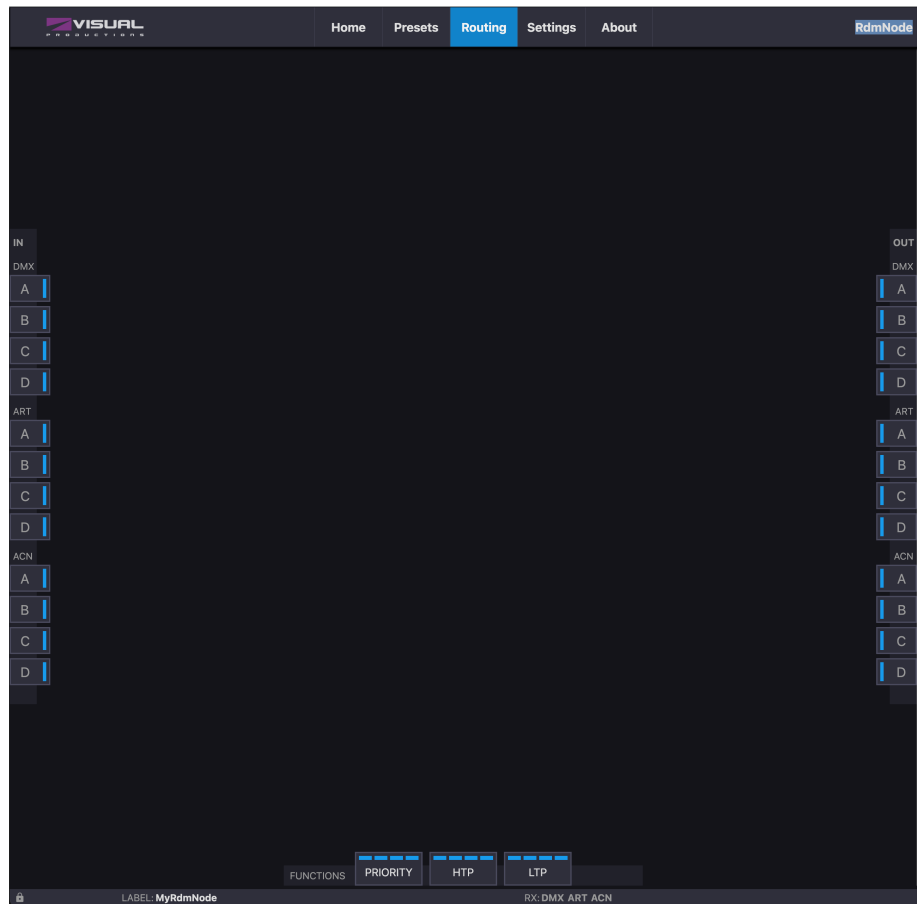 VISUAL
PRODUCTIONS
Home Presets Routing Settings About
RdmNode
IN
DMX
A
B
C
D
ART
A
B
C
D
ACN
A
B
C
D
OUT
DMX
A
B
C
D
ART
A
B
C
D
ACN
A
B
C
D
FUNCTIONS PRIORITY HTP LTP
LABEL: MyRdmNode RX: DMX ART ACN